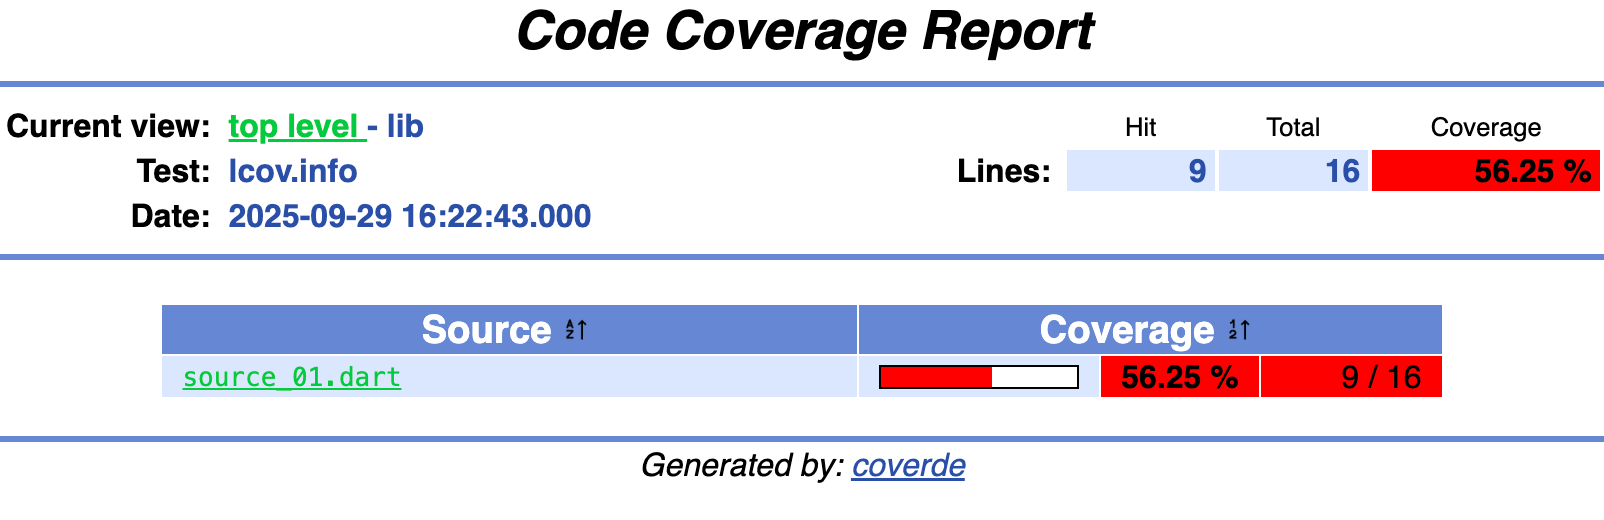 Code Coverage Report
Current view: top level - lib
Hit Total Coverage
Test: lcov.info
Lines: 9 16 56.25 %
Date: 2025-09-29 16:22:43.000
Source AZ↑ Coverage 12↑
source_01.dart 56.25 % 9 / 16
Generated by: coverde